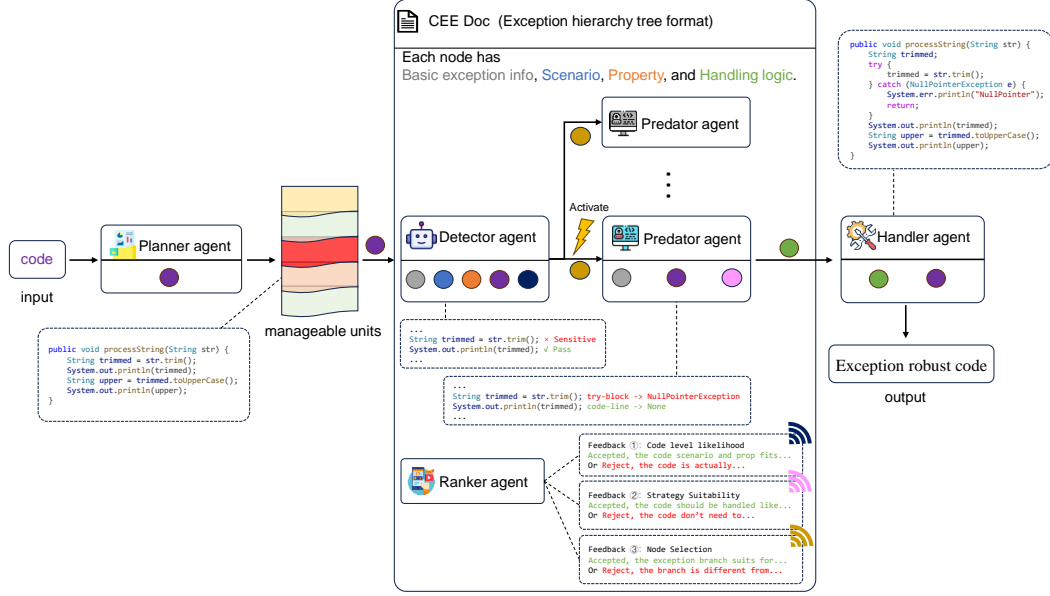 CEE Doc (Exception hierarchy tree format)
Each node has
Basic exception info, Scenario, Property, and Handling logic.
Predator agent
Activate
code
input
Planner agent
manageable units
Detector agent
Predator agent
Handler agent
public void processString(String str) {
String trimmed;
try {
trimmed = str.trim();
} catch (NullPointerException e) {
System.err.println("NullPointer");
return;
}
System.out.println(trimmed);
String upper = trimmed.toUpperCase();
System.out.println(upper);
}
public void processString(String str) {
String trimmed = str.trim();
System.out.println(trimmed);
String upper = trimmed.toUpperCase();
System.out.println(upper);
}
...
String trimmed = str.trim(); × Sensitive
System.out.println(trimmed); √ Pass
...
...
String trimmed = str.trim(); try-block -> NullPointerException
System.out.println(trimmed); code-line -> None
...
Exception robust code
output
Ranker agent
Feedback ①: Code level likelihood
Accepted, the code scenario and prop fits...
Or Reject, the code is actually...
Feedback ②: Strategy Suitability
Accepted, the code should be handled like...
Or Reject, the code don't need to...
Feedback ③: Node Selection
Accepted, the exception branch suits for...
Or Reject, the branch is different from...